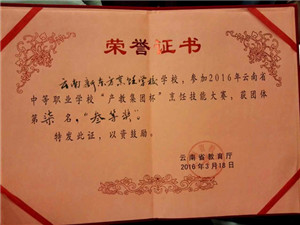 荣誉证书
云南新东方烹饪学校学校，参加2016年云南省
中等职业学校“产教集团杯”烹饪技能大赛，获团体
第柒名，“叁等奖”。
特发此证，以资鼓励。
云南省教育厅
2016年3月18日